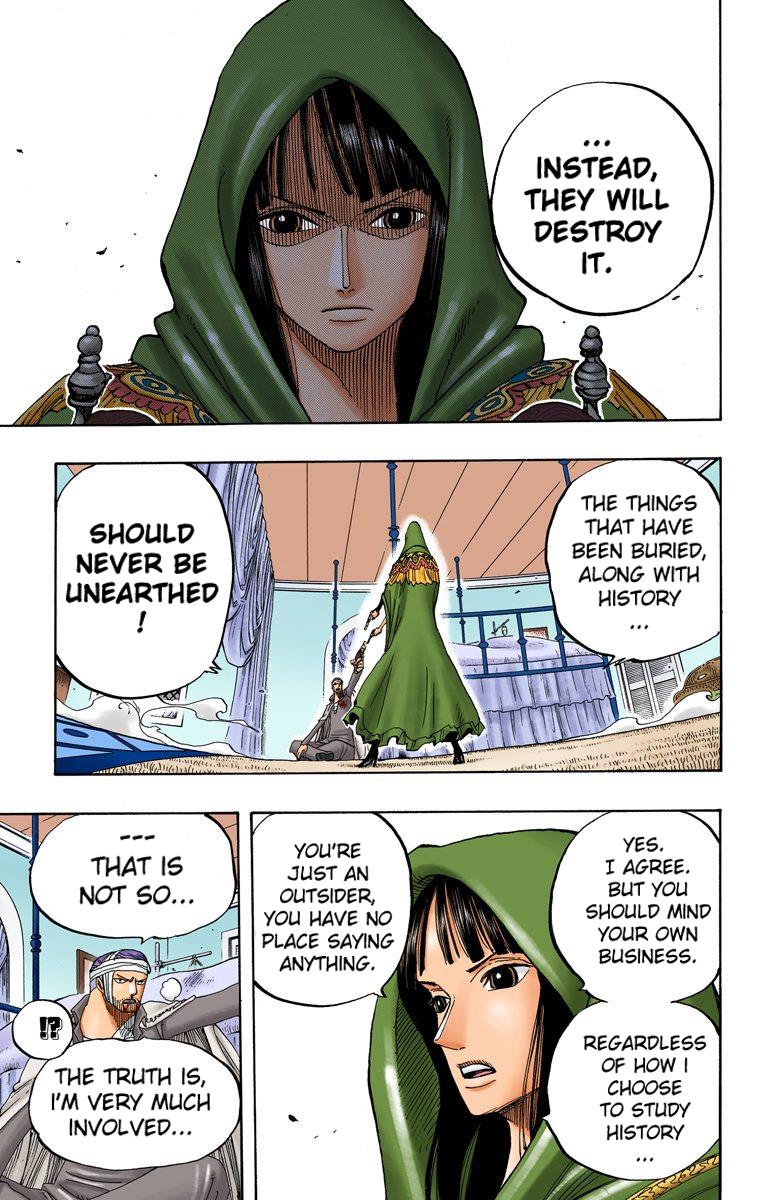 ...
INSTEAD,
THEY WILL
DESTROY
IT.
THE THINGS
THAT HAVE
BEEN BURIED,
ALONG WITH
HISTORY
...
SHOULD
NEVER BE
UNEARTHED
!
YES.
I AGREE.
BUT YOU
SHOULD MIND
YOUR OWN
BUSINESS.
REGARDLESS
OF HOW I
CHOOSE
TO STUDY
HISTORY
...
YOU'RE
JUST AN
OUTSIDER,
YOU HAVE NO
PLACE SAYING
ANYTHING.
---
THAT IS
NOT SO...
!?
THE TRUTH IS,
I'M VERY MUCH
INVOLVED...